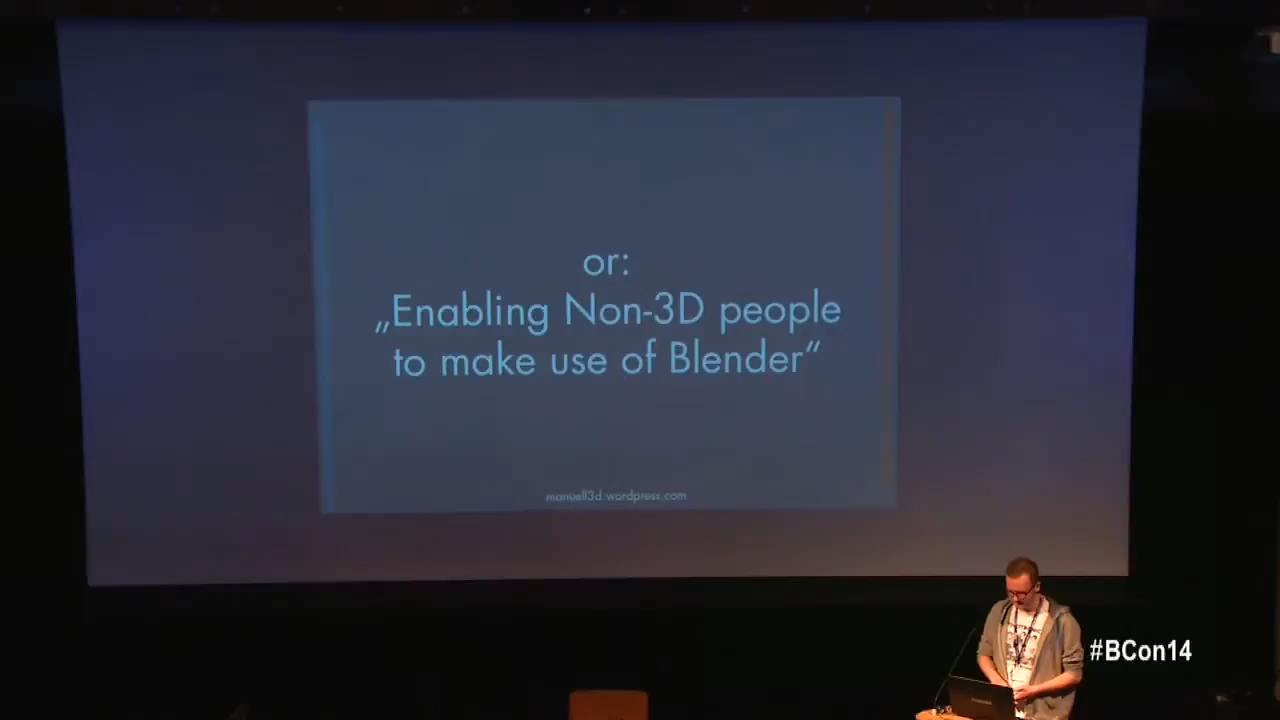 or:
„Enabling Non-3D people
to make use of Blender“
manuell3d.wordpress.com
#BCon14